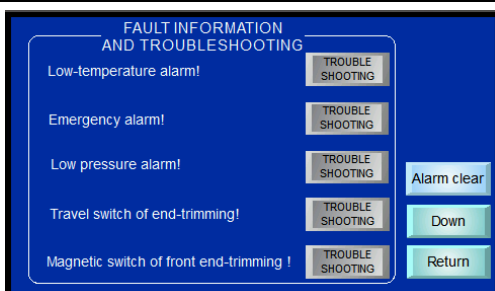 FAULT INFORMATION
AND TROUBLESHOOTING
Low-temperature alarm!
TROUBLE
SHOOTING
Emergency alarm!
TROUBLE
SHOOTING
Low pressure alarm!
TROUBLE
SHOOTING
Alarm clear
Travel switch of end-trimming!
TROUBLE
SHOOTING
Down
Magnetic switch of front end-trimming !
TROUBLE
SHOOTING
Return